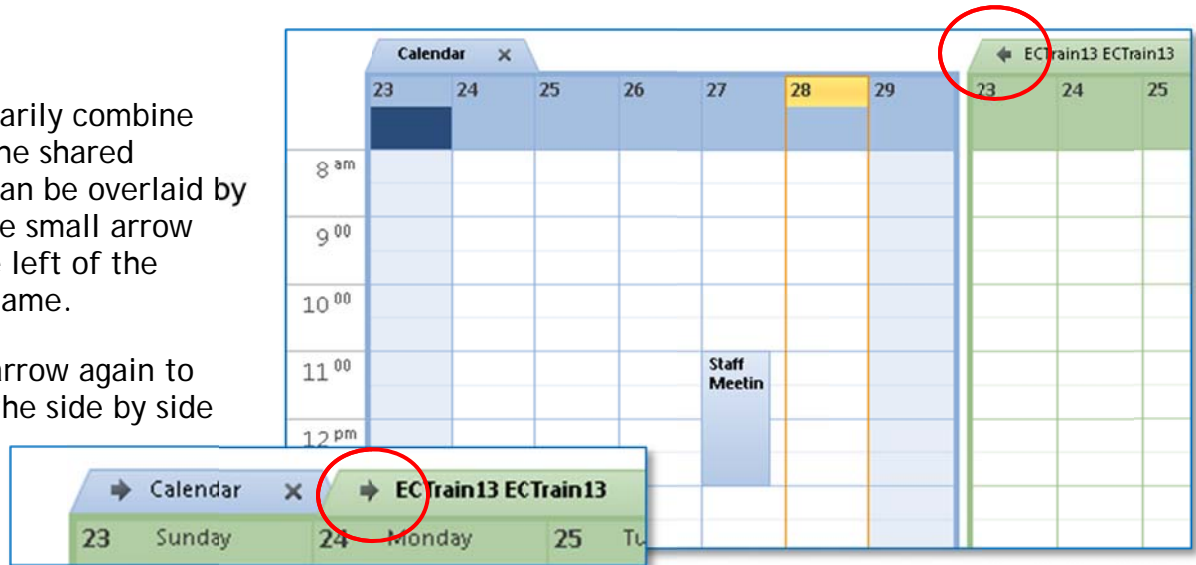 arily combine
he shared
an be overlaid by
e small arrow
left of the
ame.
arrow again to
he side by side
Calendar x
ECTrain13 ECTrain13
23 24 25 26 27 28 29
23 24 25
8 am
9 00
10 00
11 00
Staff
Meetin
12 pm
Calendar x
ECTrain13 ECTrain13
23 Sunday 24 Monday 25 Tu